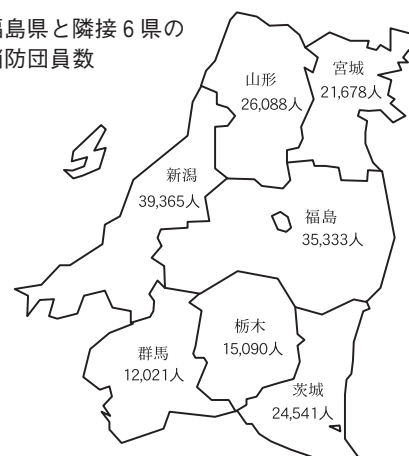 島県と隣接６県の
防団員数
山形
26,088人
宮城
21,678人
新潟
39,365人
福島
35,333人
栃木
15,090人
群馬
12,021人
茨城
24,541人